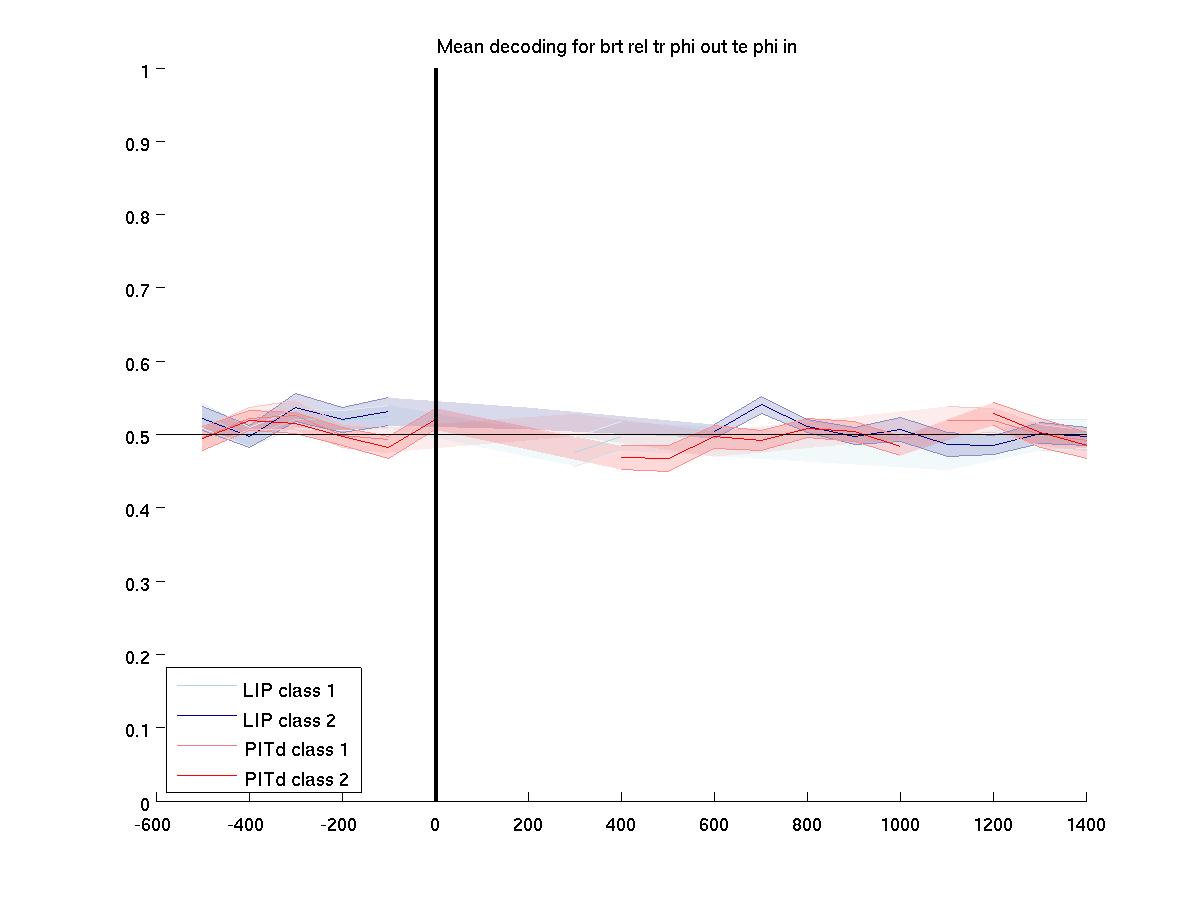 Mean decoding for brt rel tr phi out te phi in
1
0.9
0.8
0.7
0.6
0.5
0.4
0.3
0.2
0.1
0
LIP class 1
LIP class 2
PITd class 1
PITd class 2
-600 -400 -200 0 200 400 600 800 1000 1200 1400